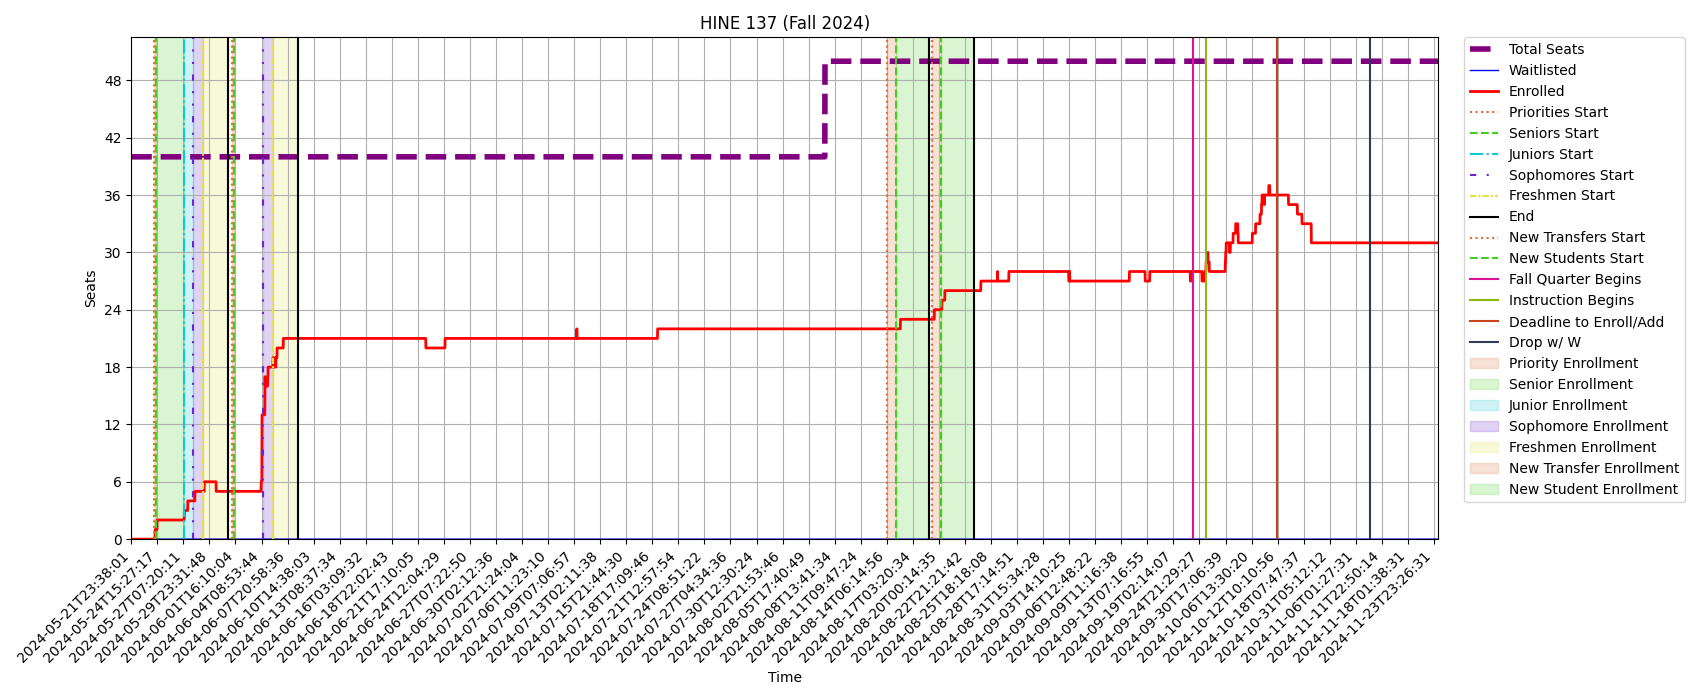 HINE 137 (Fall 2024)
Seats
48
42
36
30
24
18
12
6
0
2024-05-21T23:38:01
2024-05-24T15:27:17
2024-05-27T07:20:11
2024-05-29T23:31:48
2024-06-01T16:10:04
2024-06-04T08:53:44
2024-06-07T20:58:36
2024-06-10T14:38:03
2024-06-13T08:37:34
2024-06-16T03:09:32
2024-06-18T22:02:43
2024-06-21T17:10:05
2024-06-24T12:04:29
2024-06-27T07:22:50
2024-06-30T02:12:36
2024-07-02T21:24:04
2024-07-06T11:23:10
2024-07-09T07:06:57
2024-07-13T02:11:38
2024-07-15T21:44:30
2024-07-18T17:09:46
2024-07-21T12:57:54
2024-07-24T08:51:22
2024-07-27T04:34:36
2024-07-30T12:30:24
2024-08-02T21:53:46
2024-08-05T17:40:49
2024-08-08T13:41:34
2024-08-11T09:47:24
2024-08-14T06:14:56
2024-08-17T03:20:34
2024-08-20T00:14:35
2024-08-22T21:21:42
2024-08-25T18:18:08
2024-08-28T17:14:51
2024-08-31T15:34:28
2024-09-03T14:10:25
2024-09-06T12:48:22
2024-09-09T11:16:38
2024-09-13T07:16:55
2024-09-19T02:14:07
2024-09-24T21:29:27
2024-09-30T17:06:39
2024-10-06T13:30:20
2024-10-12T10:10:56
2024-10-18T07:47:37
2024-10-31T05:12:12
2024-11-06T01:27:31
2024-11-11T22:50:14
2024-11-18T01:38:31
2024-11-23T23:26:31
Time
Total Seats
Waitlisted
Enrolled
Priorities Start
Seniors Start
Juniors Start
Sophomores Start
Freshmen Start
End
New Transfers Start
New Students Start
Fall Quarter Begins
Instruction Begins
Deadline to Enroll/Add
Drop w/ W
Priority Enrollment
Senior Enrollment
Junior Enrollment
Sophomore Enrollment
Freshmen Enrollment
New Transfer Enrollment
New Student Enrollment